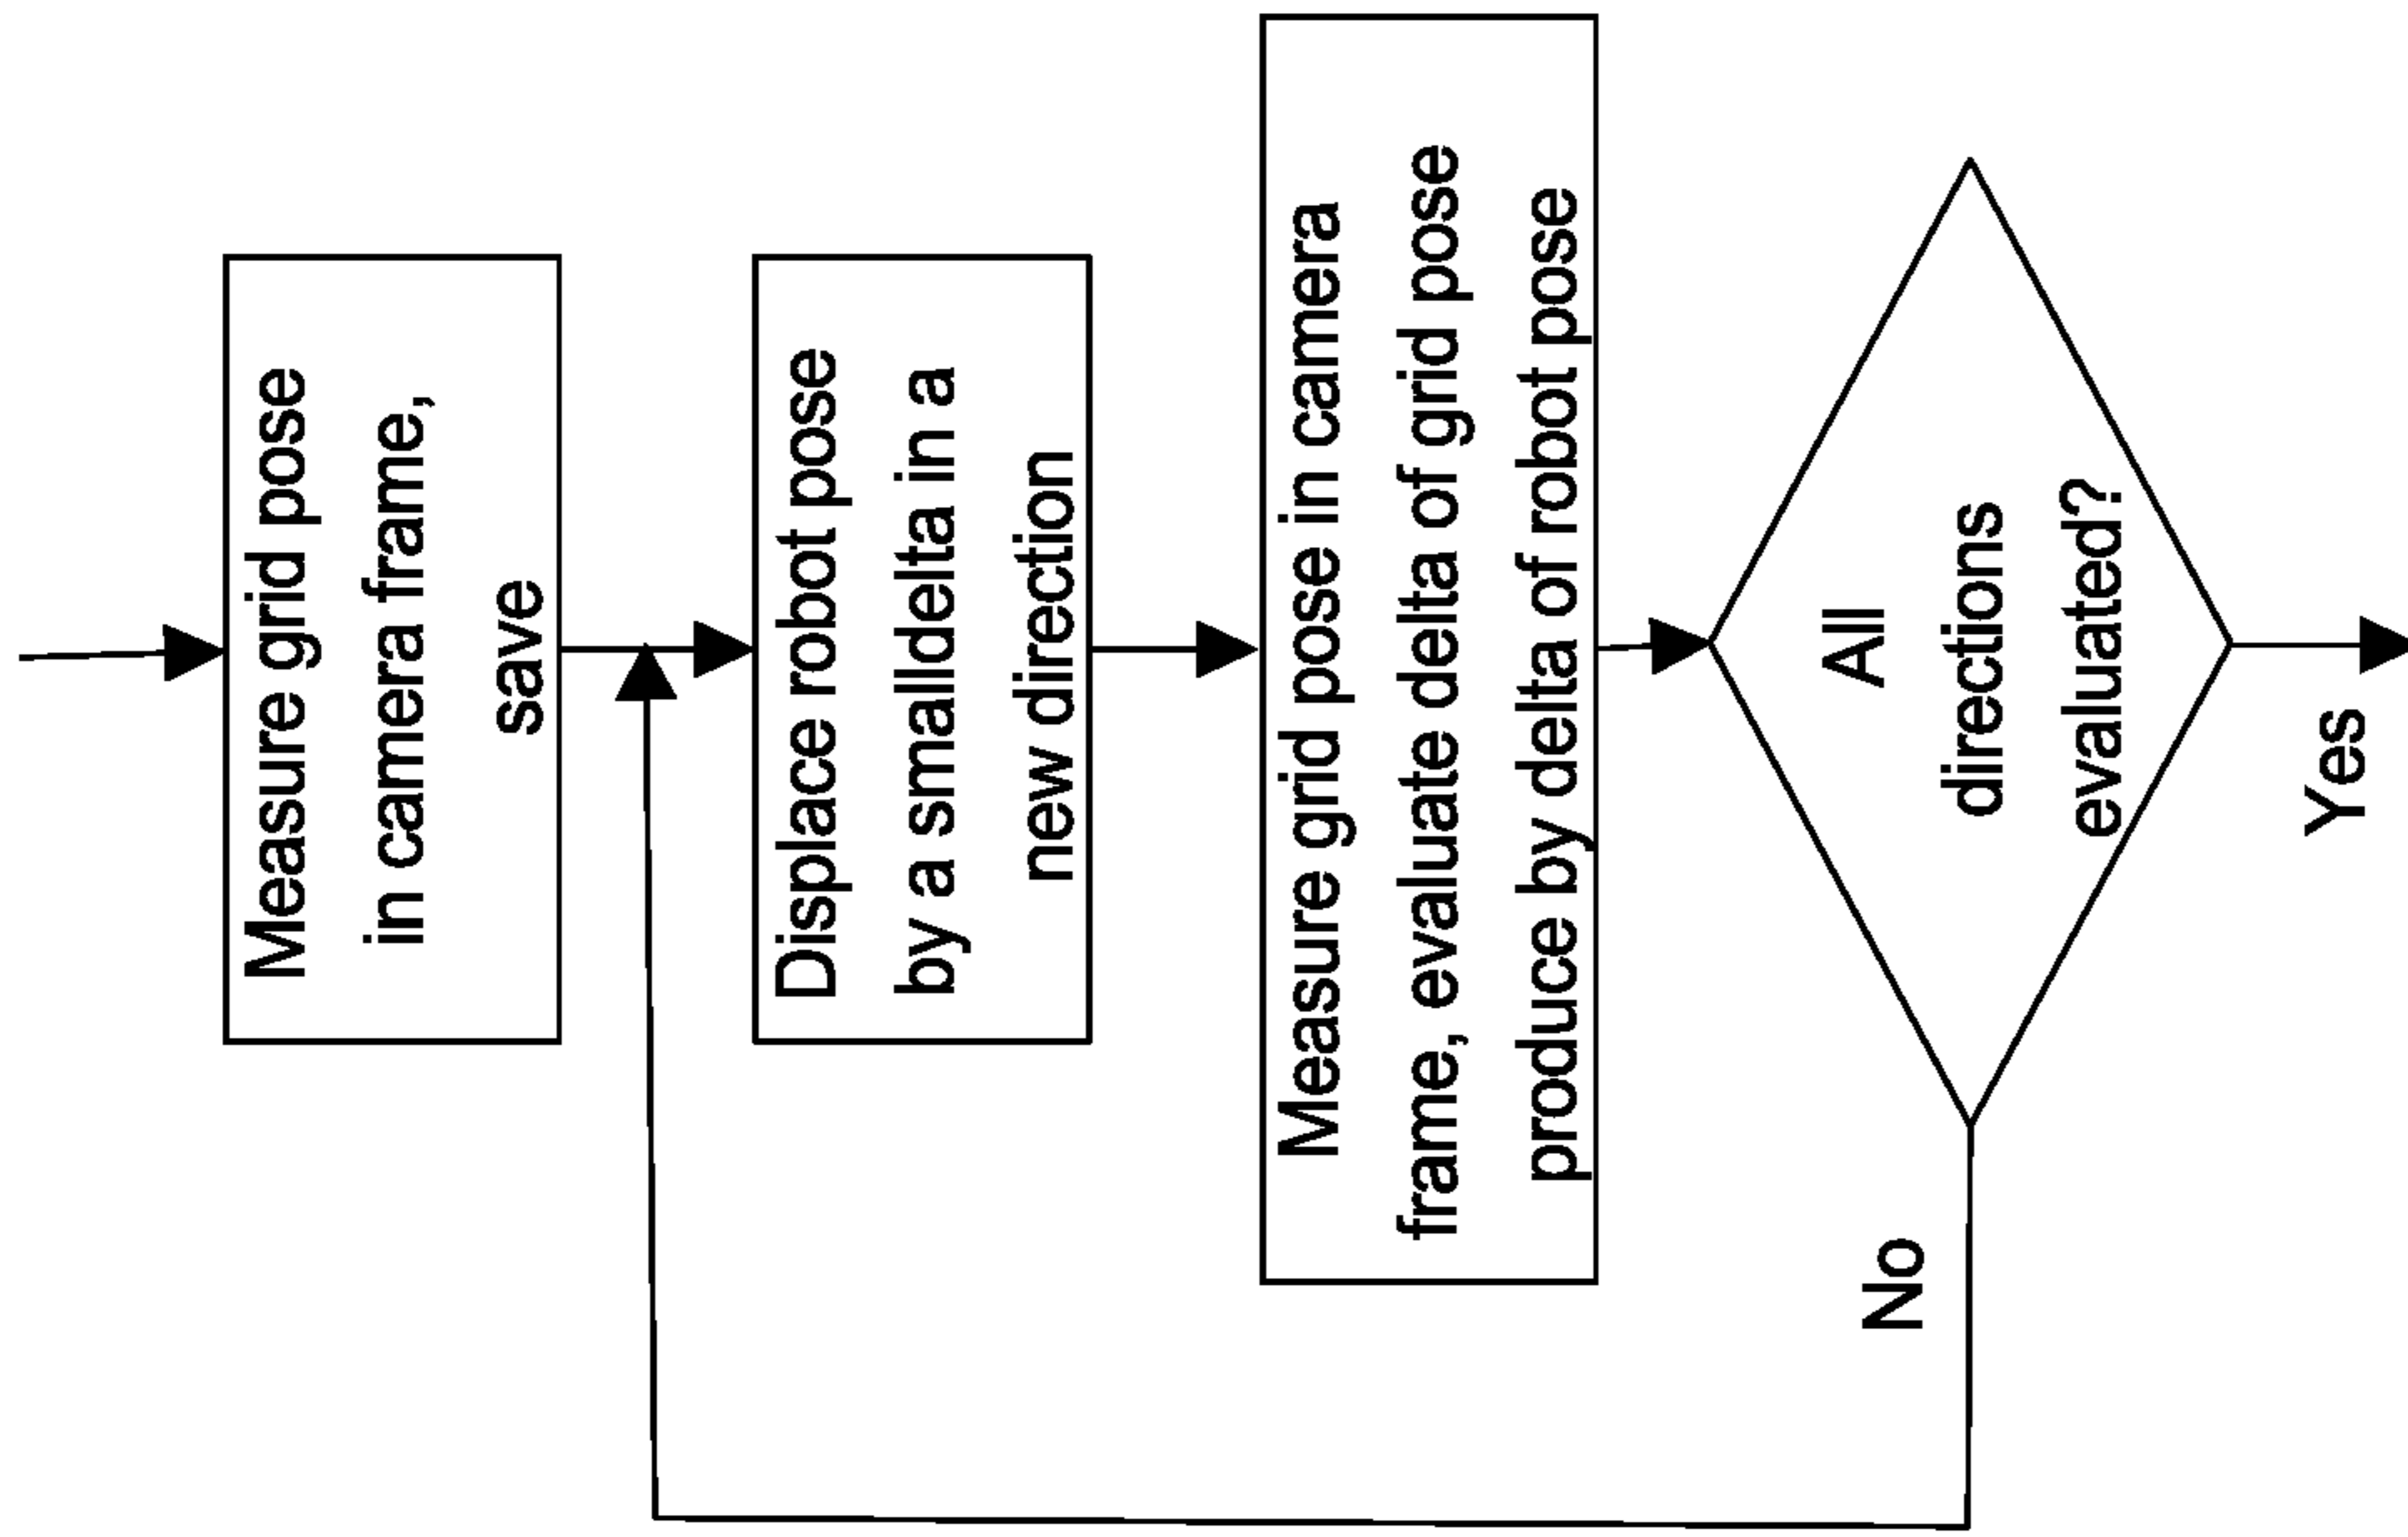 Measure grid pose
in camera frame,
save
Displace robot pose
by a smalldelta in a
new direction
Measure grid pose in camera
frame, evaluate delta of grid pose
produce by delta of robot pose
All
directions
evaluated?
No
Yes